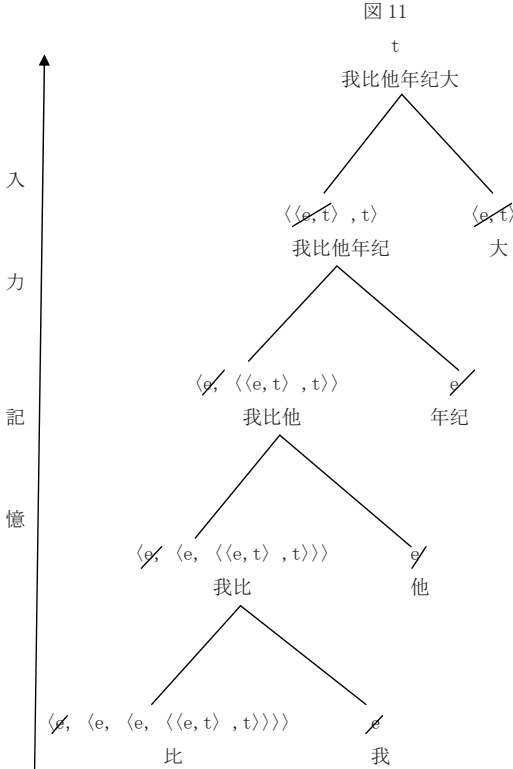 図 11
t
我比他年纪大
〈〈e,t〉,t〉 〈e,t〉
我比他年纪 大
〈e, 〈〈e,t〉,t〉〉 e
我比他 年纪
〈e, 〈e, 〈〈e,t〉,t〉〉〉 e
我比 他
〈e, 〈e, 〈e, 〈〈e,t〉,t〉〉〉〉 e
比 我
入力記憶